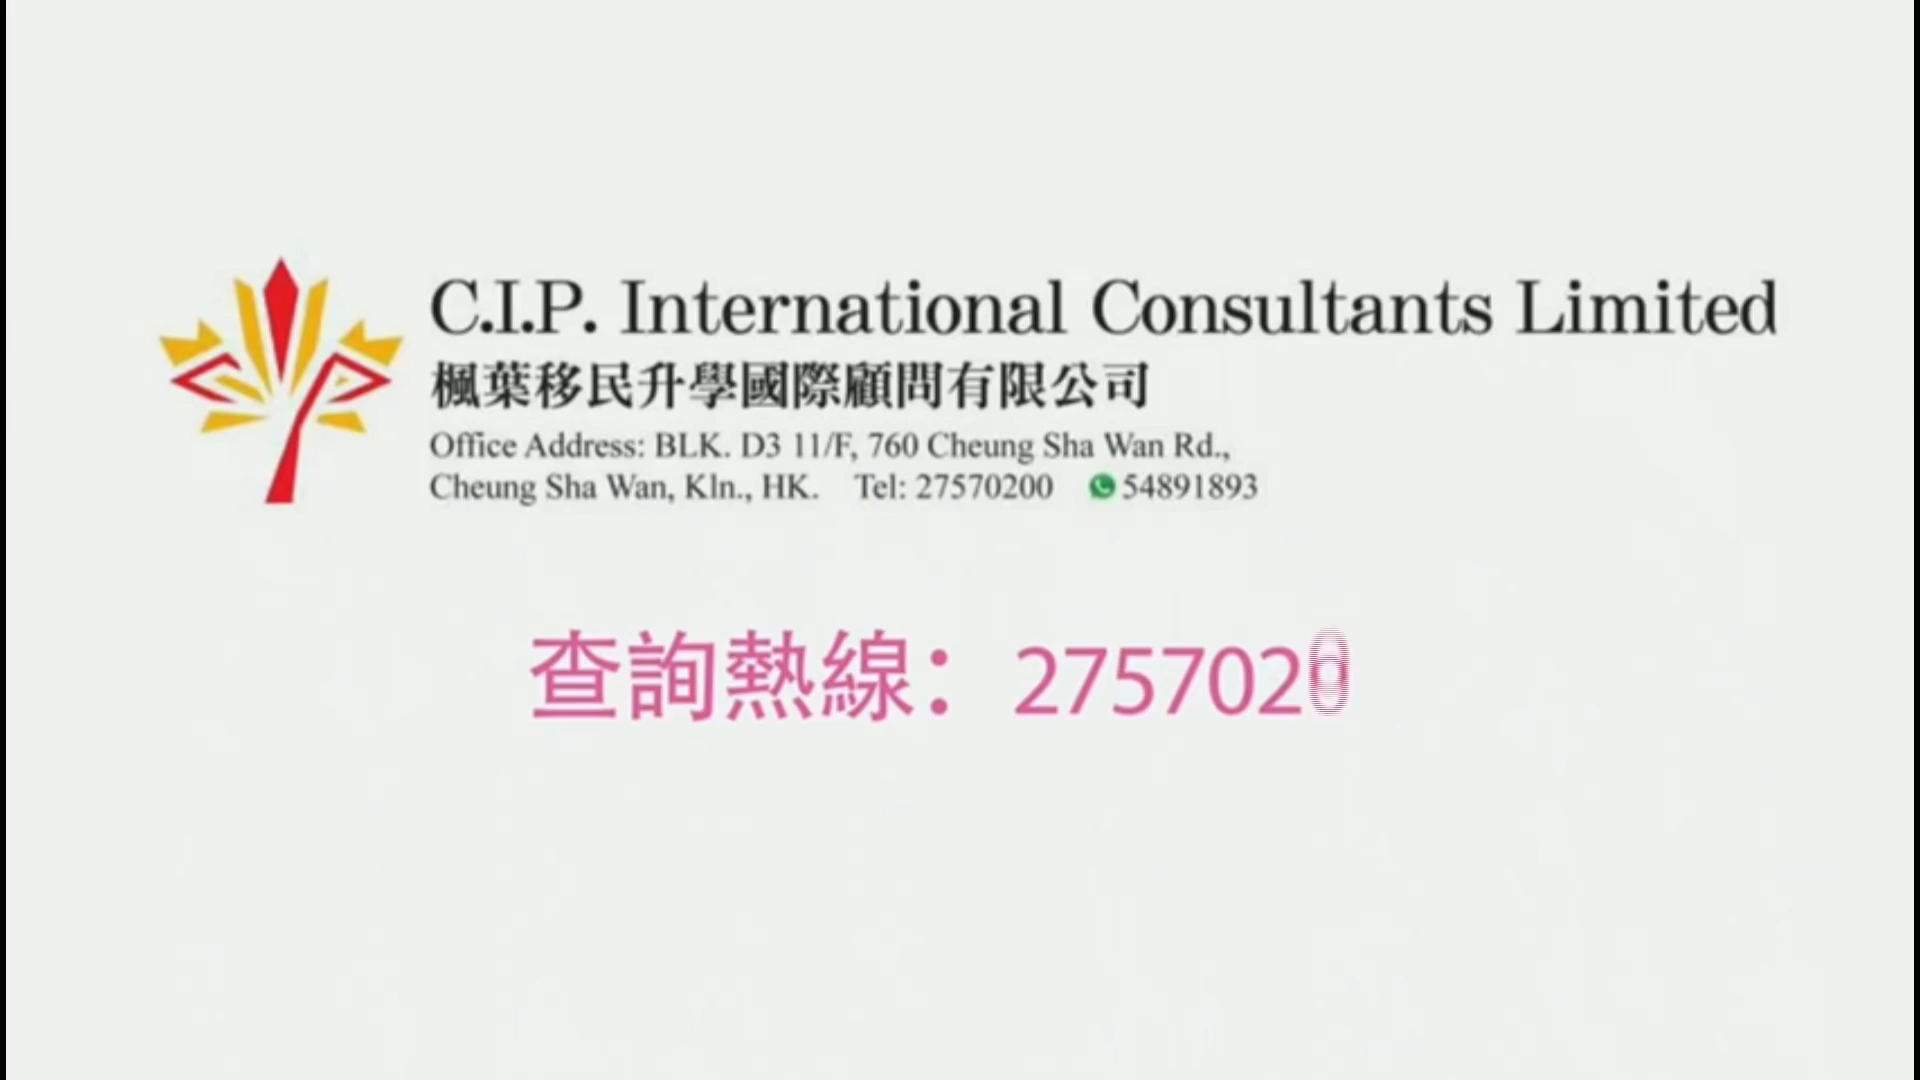 C.I.P. International Consultants Limited
楓葉移民升學國際顧問有限公司
Office Address: BLK. D3 11/F, 760 Cheung Sha Wan Rd.,
Cheung Sha Wan, Kln., HK. Tel: 27570200 54891893
查詢熱線：2757020